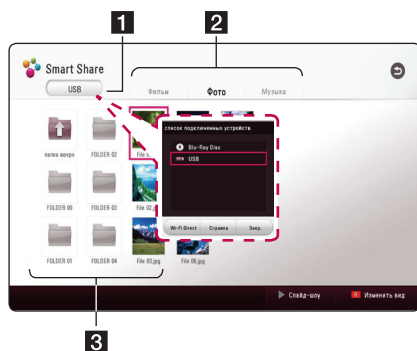 1
2
Smart Share
USB
Фильм
Фото
Музыка
список подключенных устройств
Blu-Ray Disc
USB USB
Wi-Fi Direct
Справка
Закр.
папка вверх
FOLDER 02
FOLDER 00
FOLDER 03
File 02.jpg
FOLDER 01
FOLDER 04
File 03.jpg
File 06.jpg
Слайд-шоу
Изменить вид
3